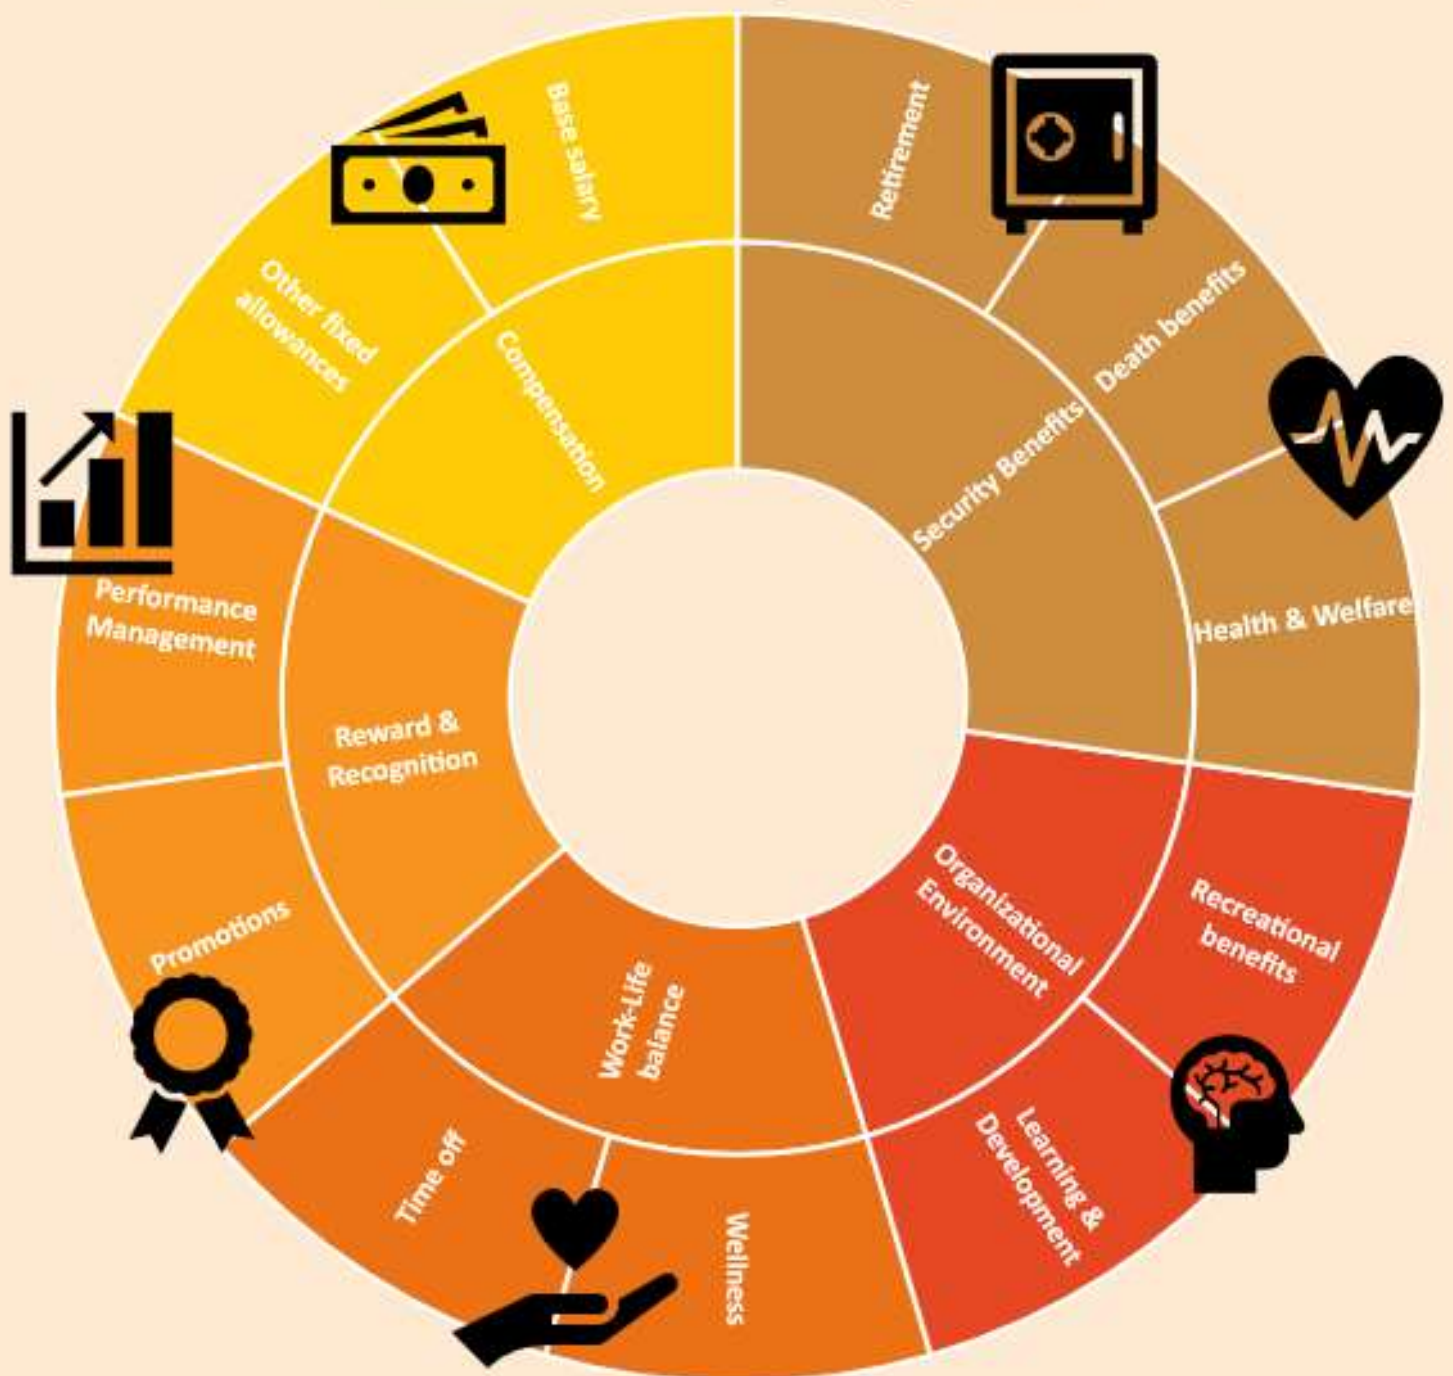 Base salary
Retirement
Other fixed
allowances
Death benefits
Compensation
Security Benefits
Performance
Management
Health & Welfare
Reward &
Recognition
Organizational
Environment
Recreational
benefits
Promotions
Work-Life
balance
Time off
Wellness
Learning &
Development